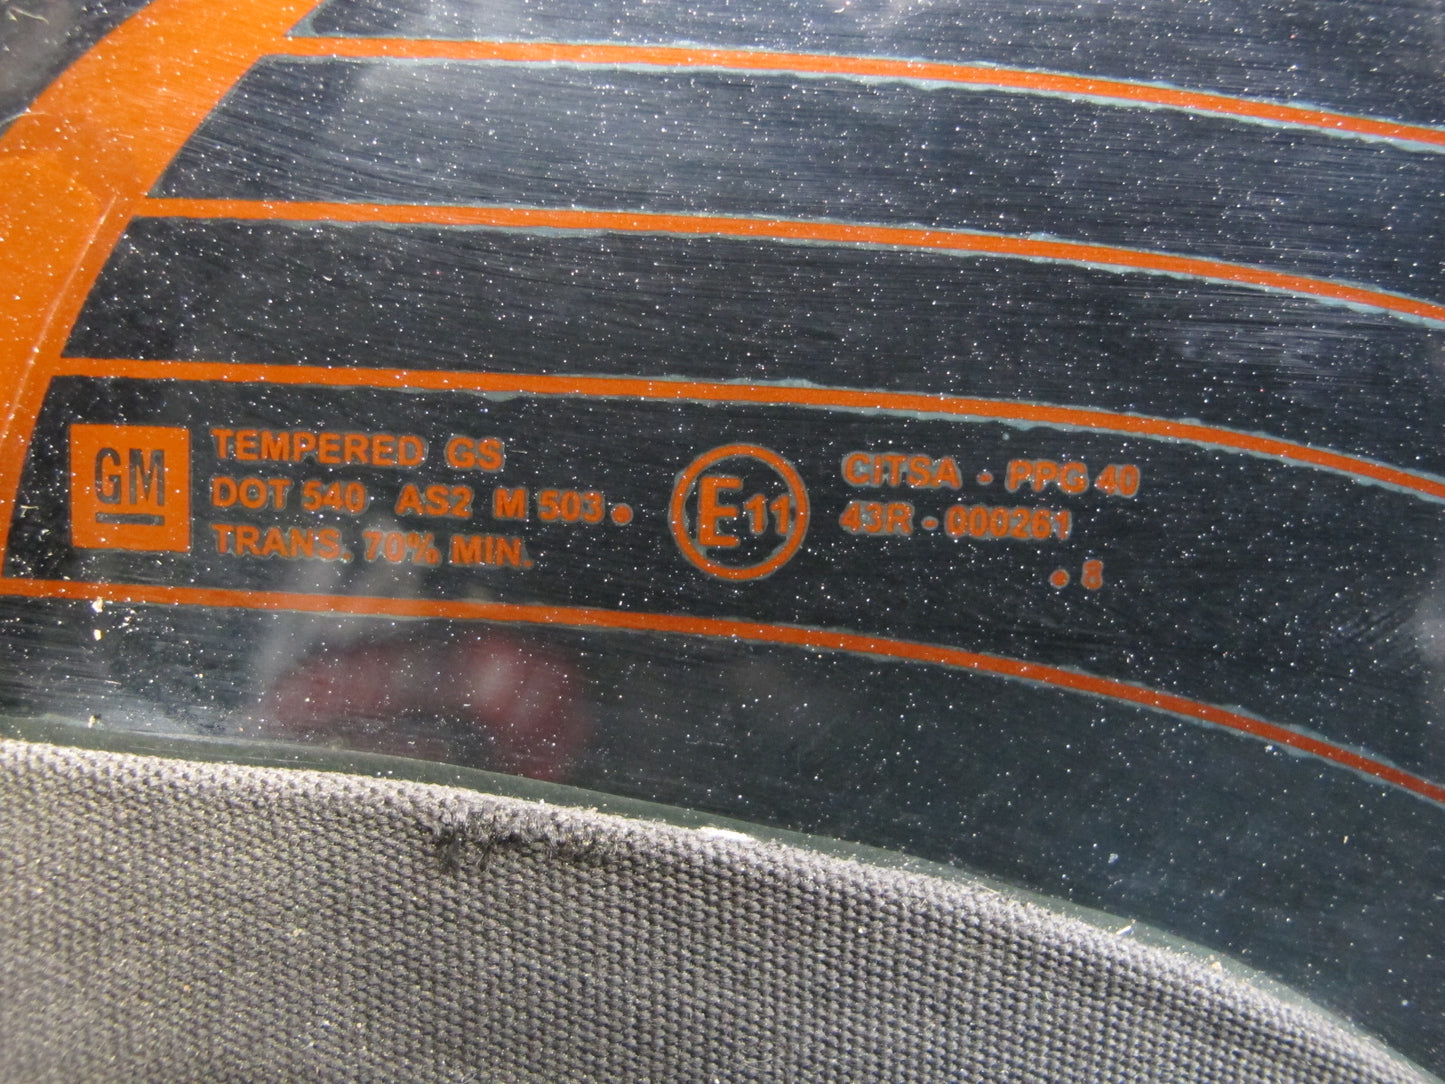 GM
TEMPERED GS
DOT 540 AS2 M 503.
TRANS. 70% MIN.
E11
CITSA - PPG 40
43R - 000261
. 8